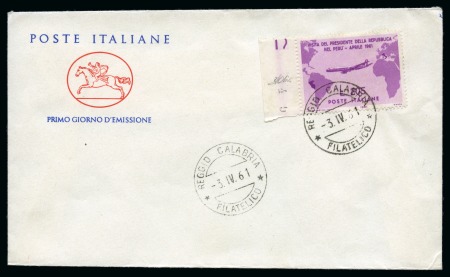 POSTE ITALIANE
PRIMO GIORNO D'EMISSIONE
VISITA DEL PRESIDENTE DELLA REPUBBLICA
NEL PERU - APRILE 1961
POSTE ITALIANE
REGGIO CALABRIA
-3.IV.61
FILATELICO
REGGIO CALABRIA
-3.IV.61
FILATELICO